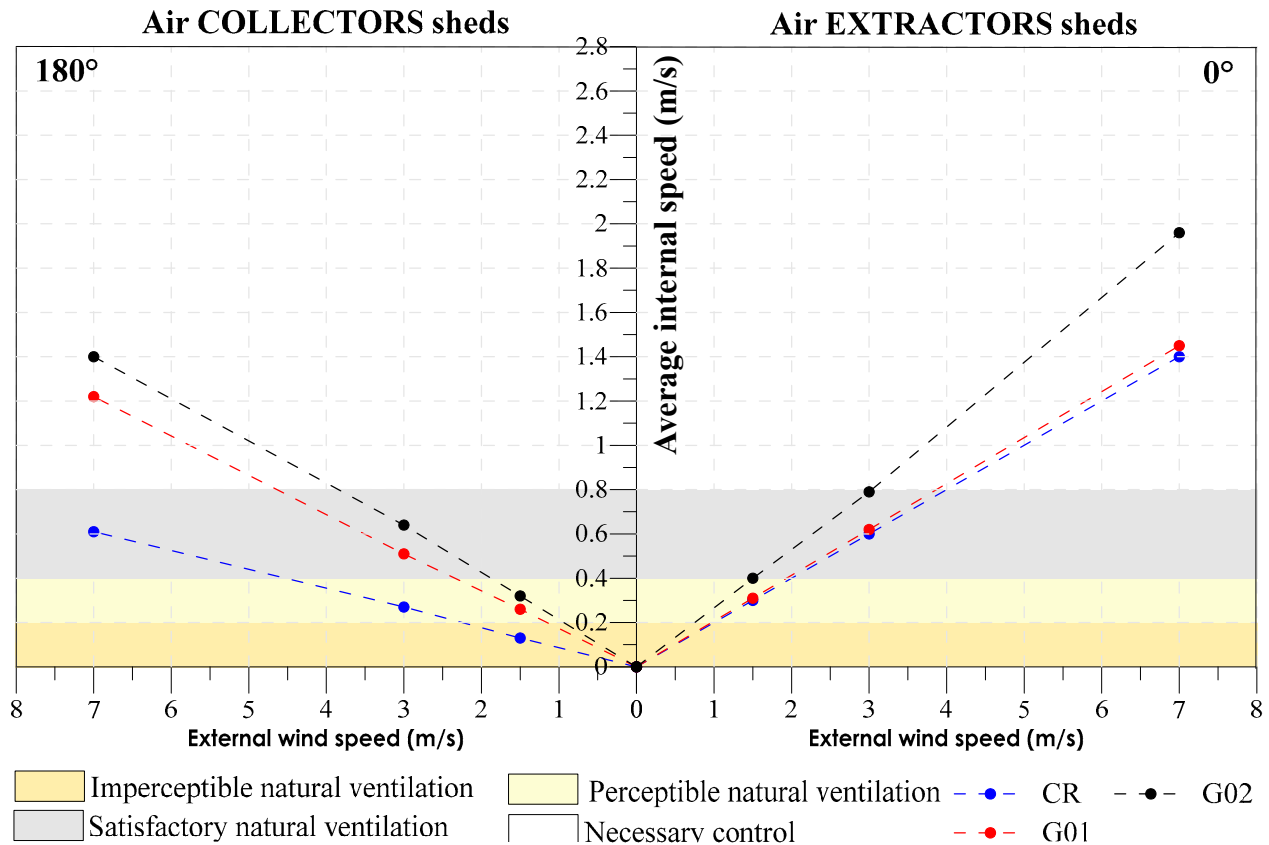 Air COLLECTORS sheds
Air EXTRACTORS sheds
180°
0°
2.8
2.6
2.4
2.2
2
1.8
1.6
1.4
1.2
1
0.8
0.6
0.4
0.2
0
Average internal speed (m/s)
8 7 6 5 4 3 2 1 0 1 2 3 4 5 6 7 8
External wind speed (m/s)
External wind speed (m/s)
Imperceptible natural ventilation
Perceptible natural ventilation
CR
G02
Satisfactory natural ventilation
Necessary control
G01